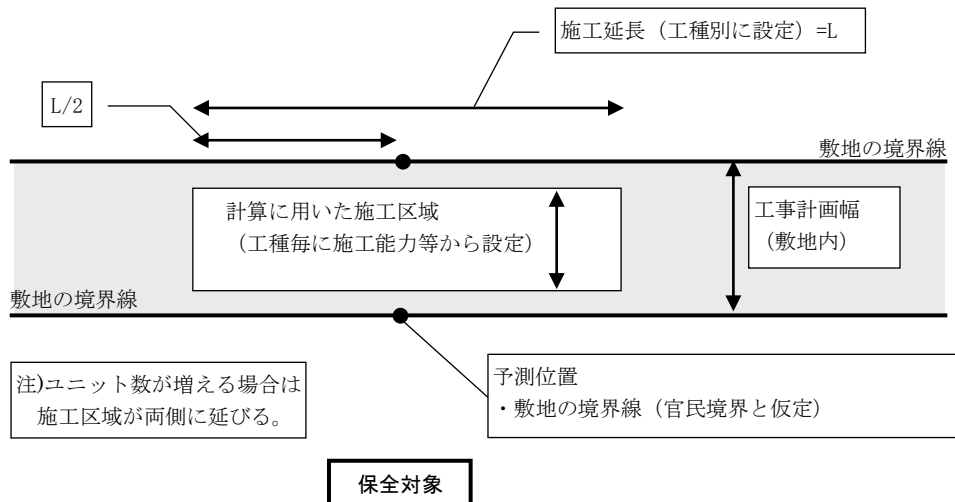 施工延長（工種別に設定）=L
L/2
敷地の境界線
計算に用いた施工区域
（工種毎に施工能力等から設定）
工事計画幅
（敷地内）
敷地の境界線
注)ユニット数が増える場合は
施工区域が両側に延びる。
予測位置
・敷地の境界線（官民境界と仮定）
保全対象